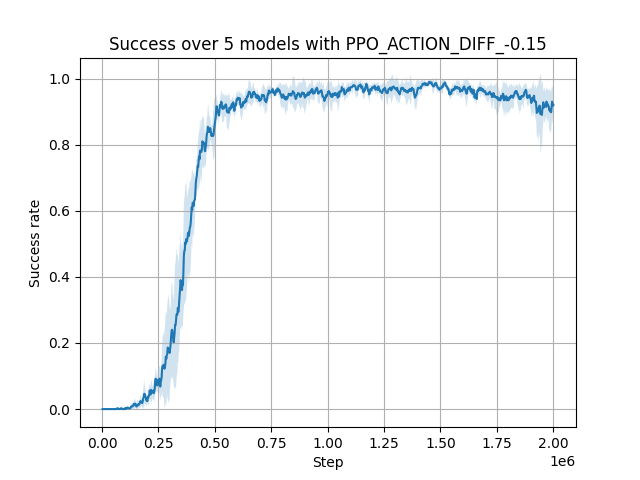 Success over 5 models with PPO_ACTION_DIFF_-0.15
1.0
0.8
0.6
0.4
0.2
0.0
Success rate
0.00 0.25 0.50 0.75 1.00 1.25 1.50 1.75 2.00
Step
1e6